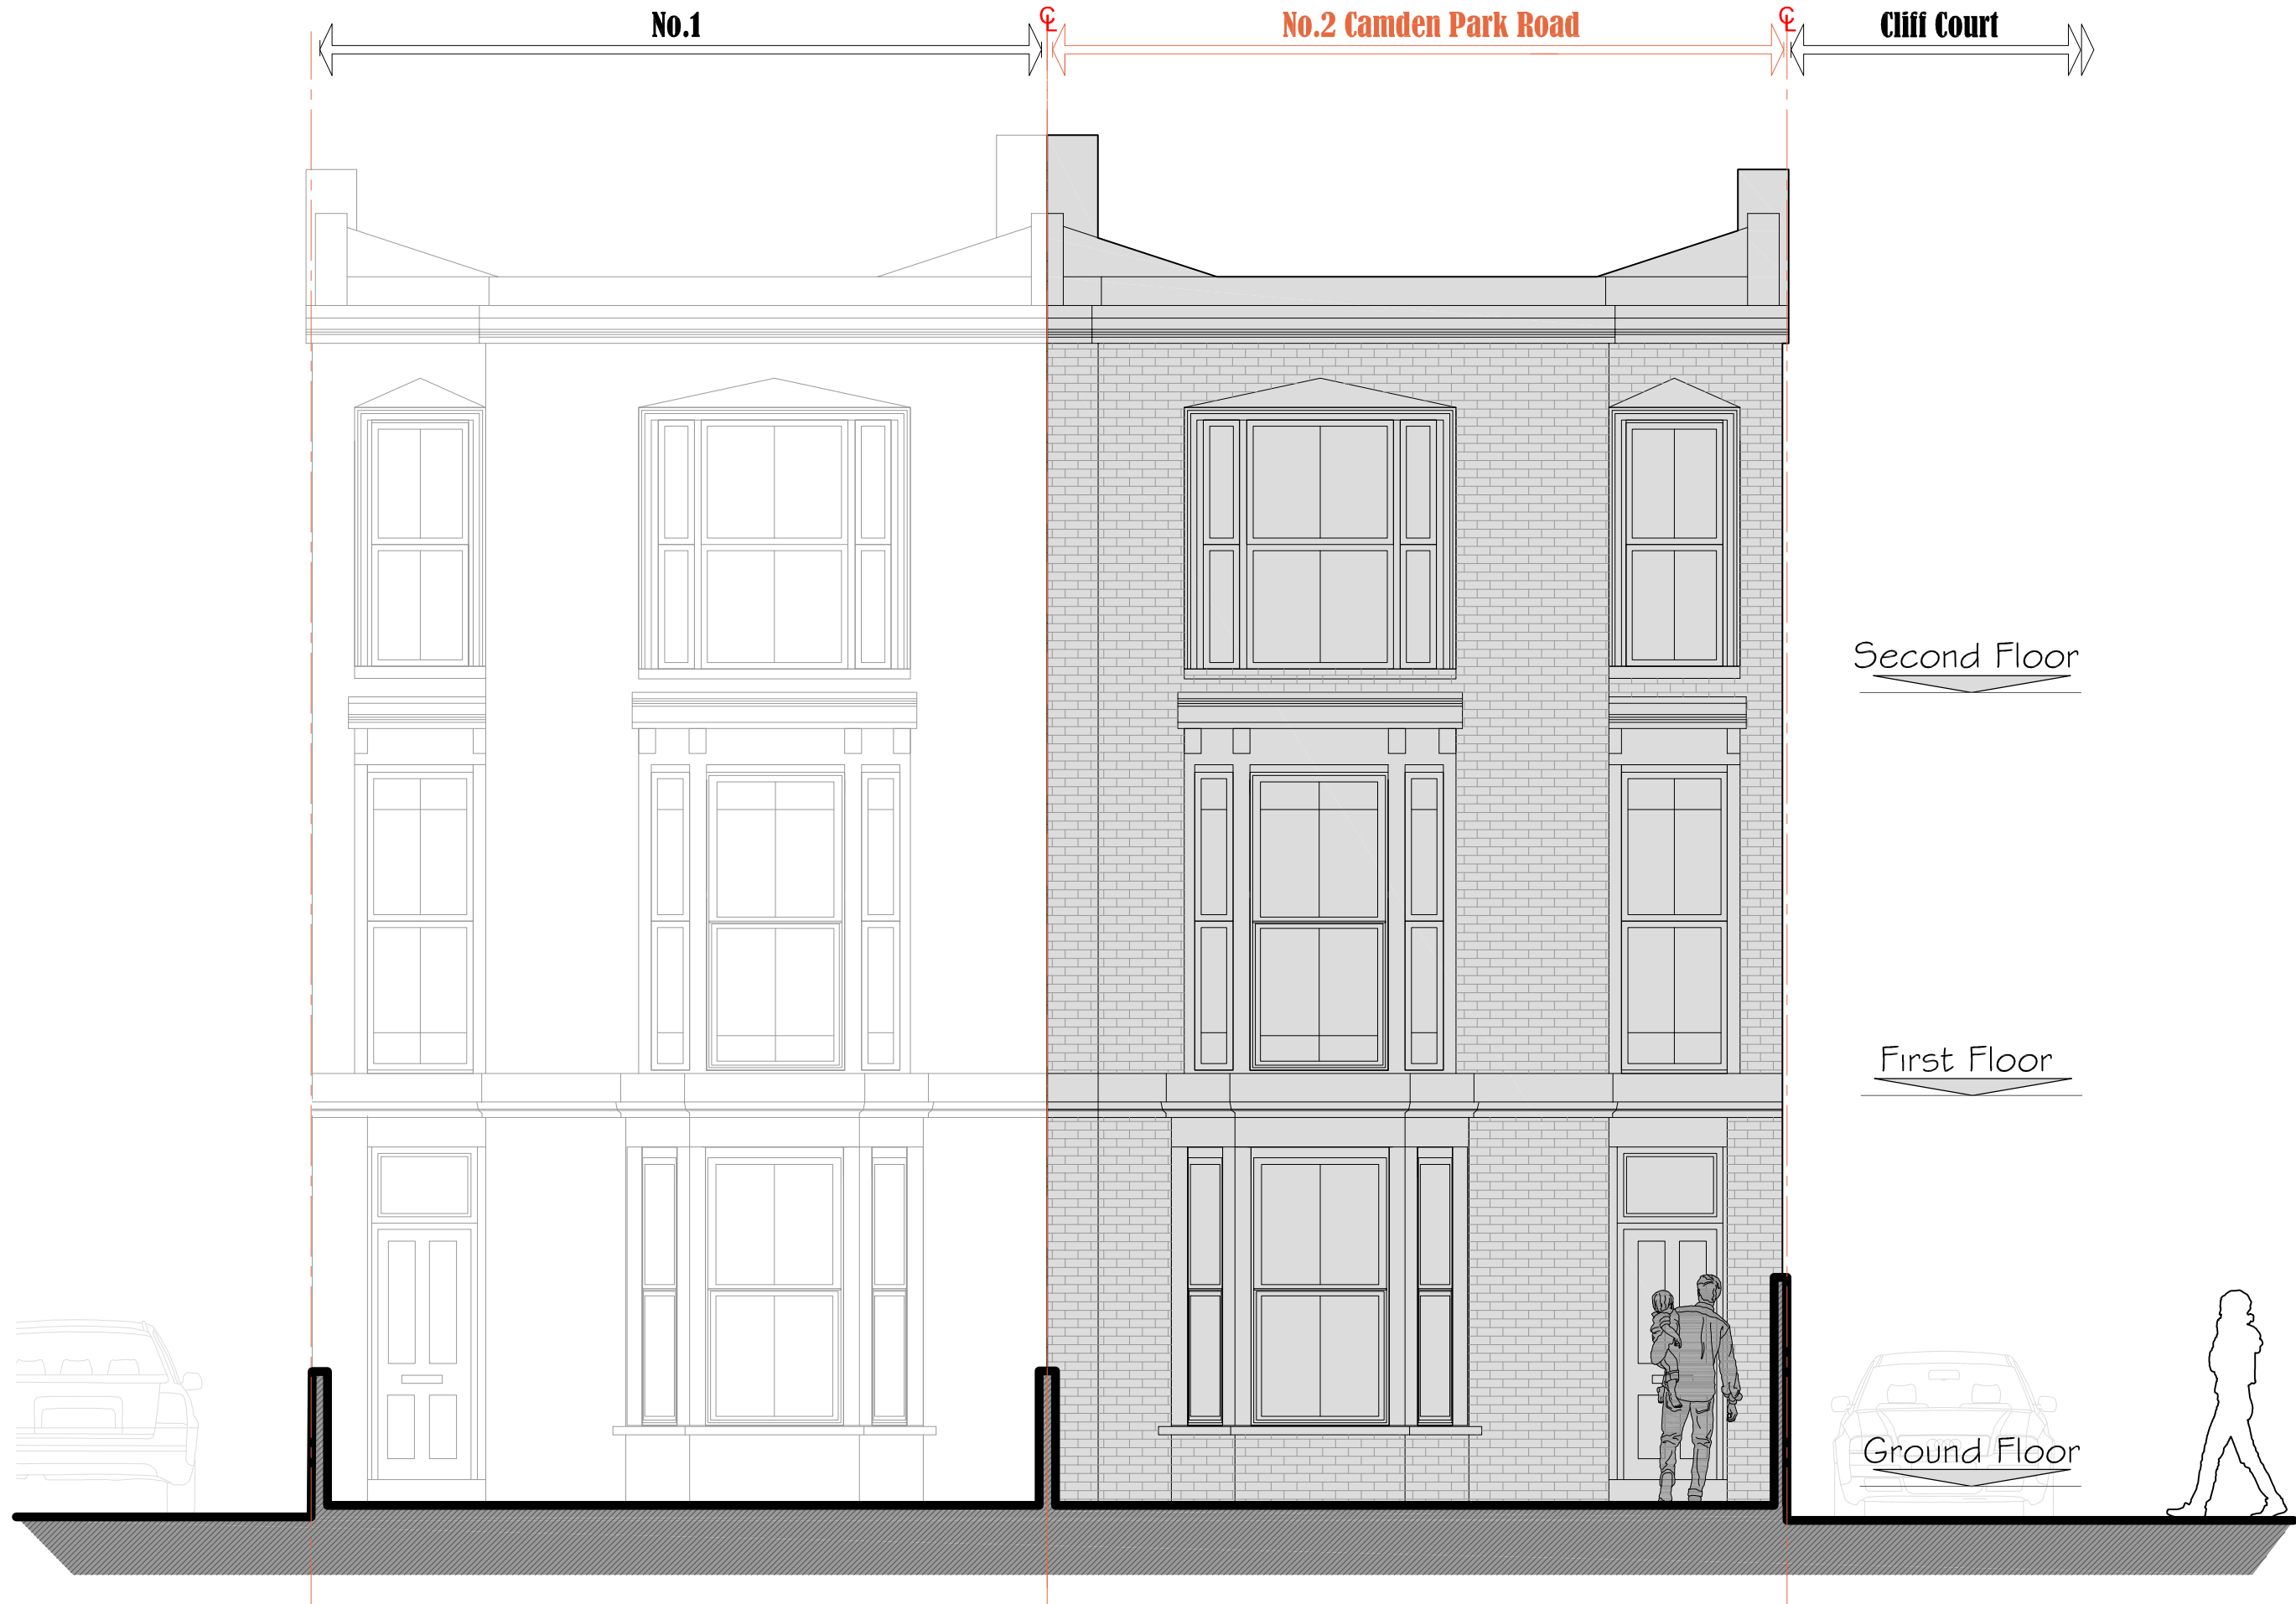 No.1
℄
No.2 Camden Park Road
℄
Cliff Court
Second Floor
First Floor
Ground Floor